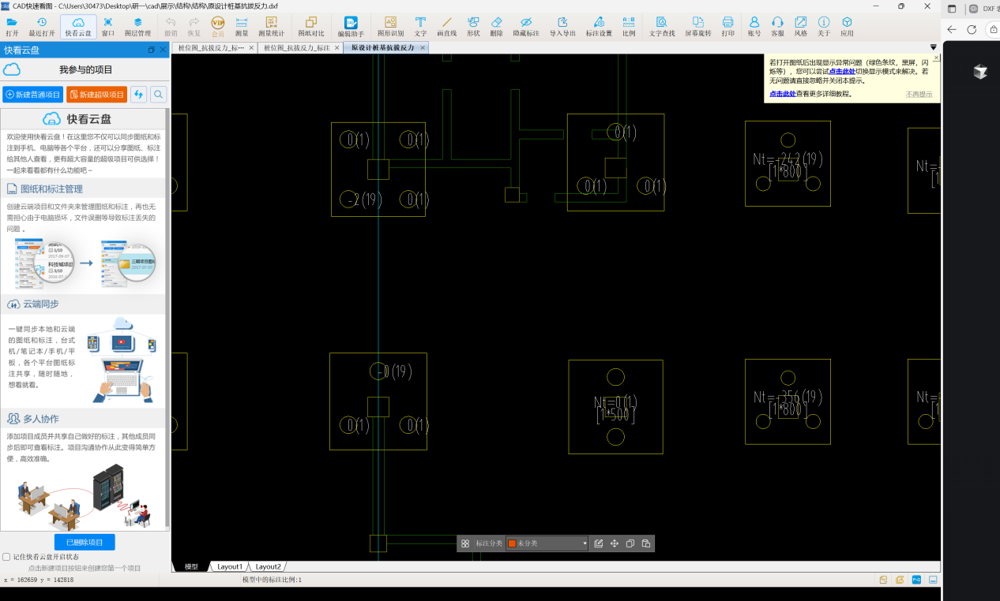 CAD快速看图 - C:\Users\30473\Desktop\研一\cad\展示\结构\结构\原设计桩基抗拔反力.dxf
DXF
打开 最近打开 快看云盘 窗口 图层管理 撤销 恢复 会员 测量 测量统计 图纸对比 编辑助手 图形识别 文字 画直线 形状 删除 隐藏标注 导入导出 标注设置 比例 文字查找 屏幕旋转 打印 账号 客服 风格 关于 应用
快看云盘
桩位图_抗拔反力_标··· 桩位图_抗拔反力_标注 原设计桩基抗拔反力
我参与的项目
新建普通项目 新建超级项目
快看云盘
欢迎使用快看云盘！在这里您不仅可以同步图纸和标
注到手机、电脑等各个平台，还可以分享图纸、标注
给其他人查看，更有超大容量的超级项目可供选择！
一起来看看都有什么功能吧～
图纸和标注管理
创建云端项目和文件夹来管理图纸和标注，再也无
需担心由于电脑损坏，文件误删等导致标注丢失的
问题 。
1/10
2017-09-07
科技城项目
3/10
2016-07-1
2016-1
三期项目图纸
2017-07-07
云端同步
一键同步本地和云端
的图纸和标注，台式
机/笔记本/手机/平
板，各个平台图纸标
注共享，随时随地，
想看就看。
多人协作
添加项目成员并共享自己做好的标注，其他成员同
步后即可查看标注。项目沟通协作从此变得简单方
便，高效准确。
已删除项目
记住快看云盘开启状态
点击新建项目按钮来创建您第一个项目
若打开图纸后出现显示异常问题（绿色条纹，黑屏，闪
烁等），您可以尝试点击此处切换显示模式来解决。若
无问题请直接忽略并关闭本提示。
点击此处查看更多详细教程。 不再提示
0(1) 0(1)
-2(19) 0(1)
0(1)
0(1) 0(1)
Nt=-242(19)
[1*800]
Nt=
[1
-0(19)
0(1) 0(1)
Nt=0(1)
[1*500]
Nt=-356(19)
[1*800]
Nt=
[1
标注分类 未分类
模型 Layout1 Layout2
x = 162659 y = 142818
模型中的标注比例:1